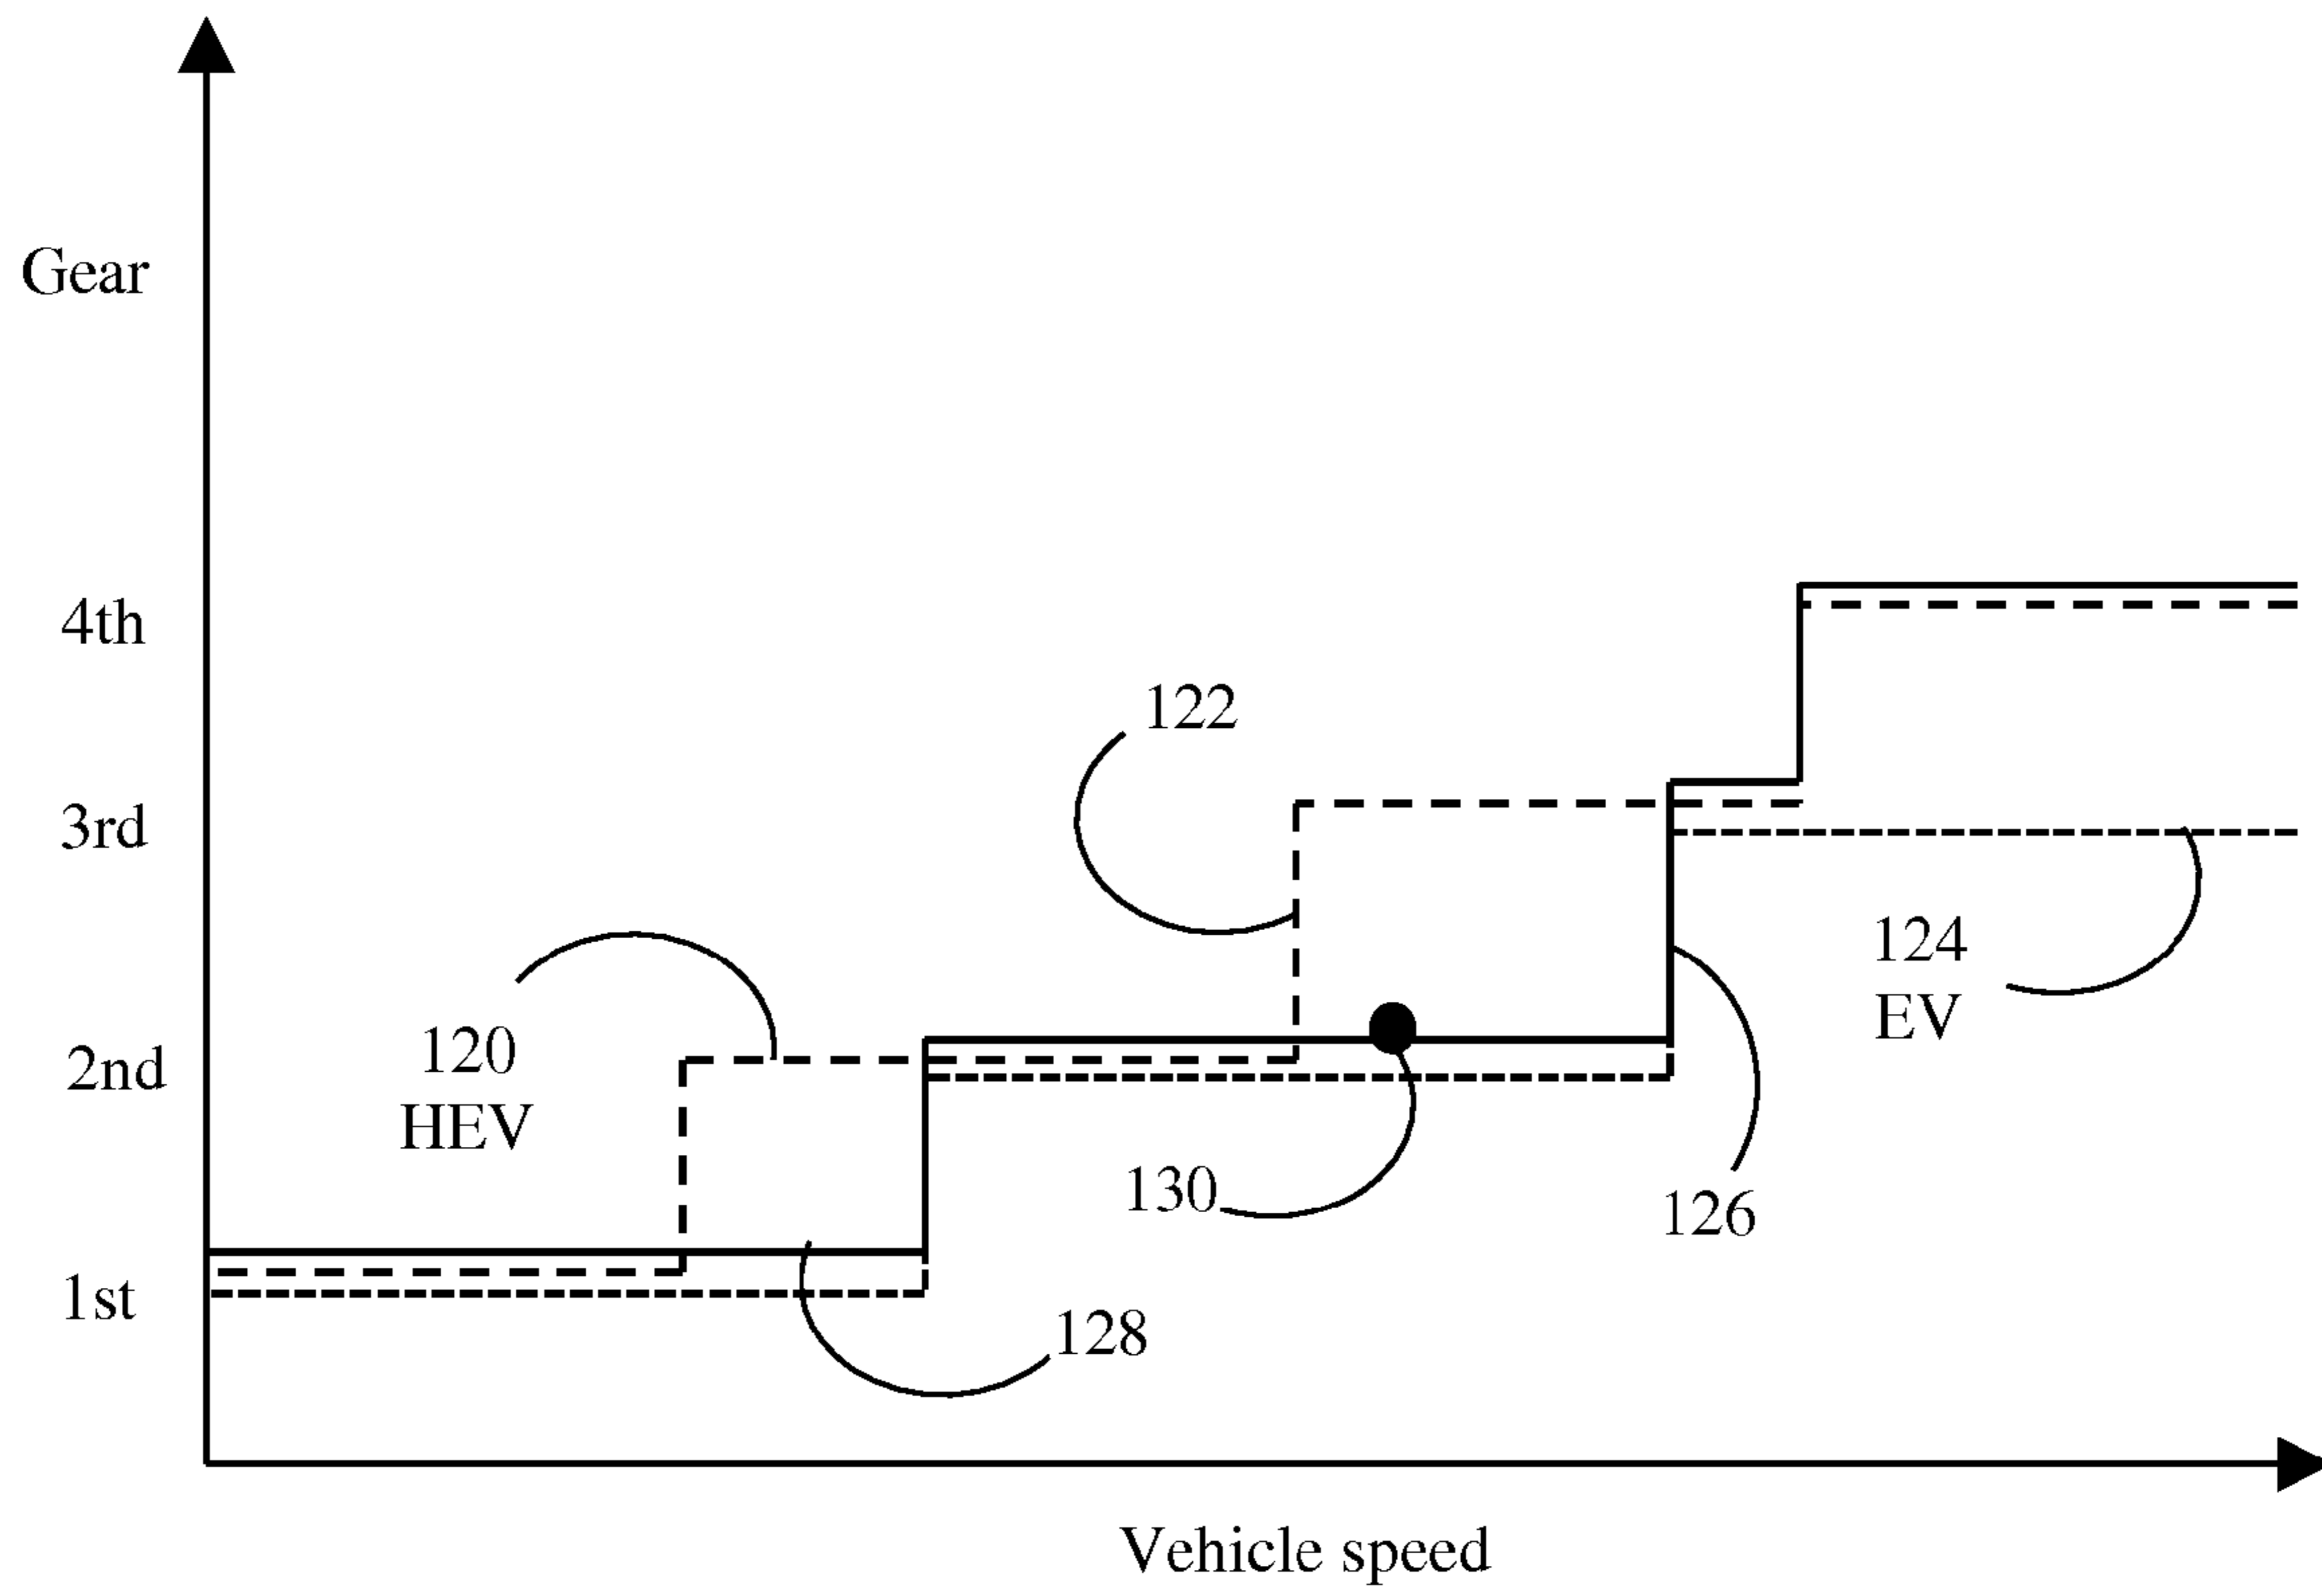 Gear
4th
122
3rd
124
EV
120
HEV
2nd
130
126
1st
128
Vehicle speed